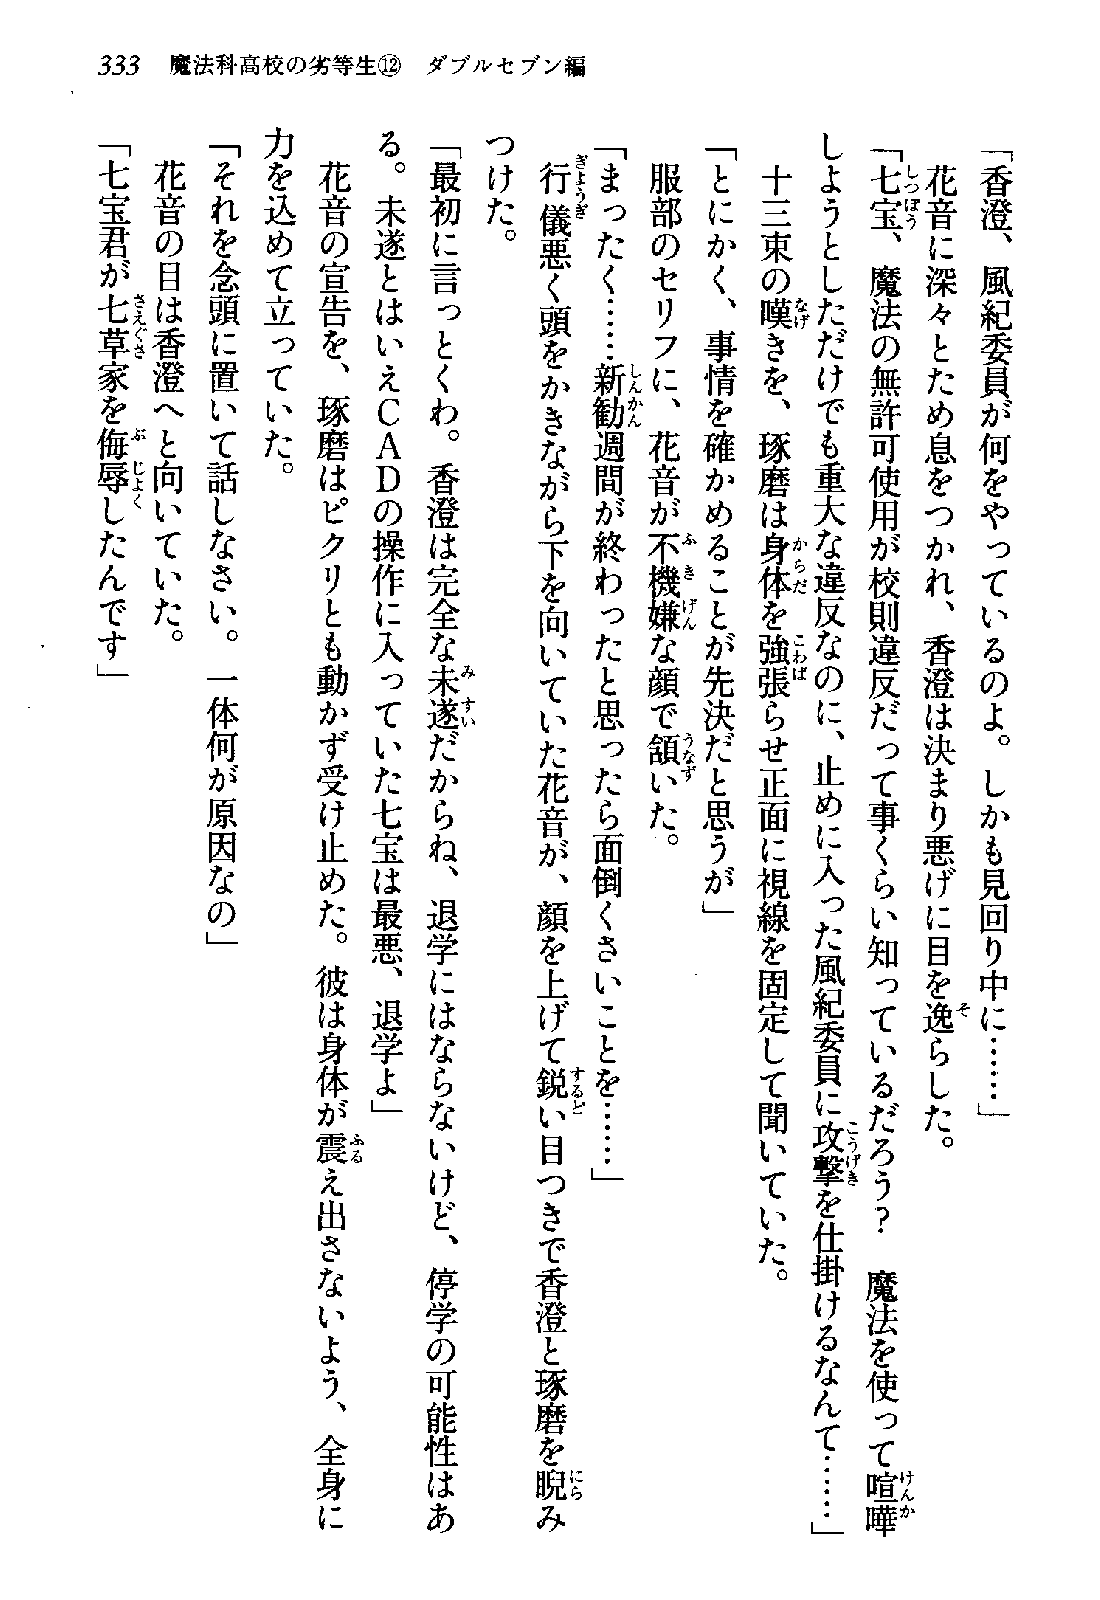 333　魔法科高校の劣等生⑫　ダブルセブン編
「香澄、風紀委員が何をやっているのよ。しかも見回り中に……」
　花音に深々とため息をつかれ、香澄は決まり悪げに目を逸らした。
「七宝、魔法の無許可使用が校則違反だって事くらい知っているだろう？　魔法を使って喧嘩
しようとしただけでも重大な違反なのに、止めに入った風紀委員に攻撃を仕掛けるなんて……」
　十三束の嘆きを、琢磨は身体を強張らせ正面に視線を固定して聞いていた。
「とにかく、事情を確かめることが先決だと思うが」
　服部のセリフに、花音が不機嫌な顔で頷いた。
「まったく……新勧週間が終わったと思ったら面倒くさいことを……」
　行儀悪く頭をかきながら下を向いていた花音が、顔を上げて鋭い目つきで香澄と琢磨を睨み
つけた。
「最初に言っとくわ。香澄は完全な未遂だからね、退学にはならないけど、停学の可能性はあ
る。未遂とはいえＣＡＤの操作に入っていた七宝は最悪、退学よ」
　花音の宣告を、琢磨はピクリとも動かず受け止めた。彼は身体が震え出さないよう、全身に
力を込めて立っていた。
「それを念頭に置いて話しなさい。一体何が原因なの」
　花音の目は香澄へと向いていた。
「七宝君が七草家を侮辱したんです」